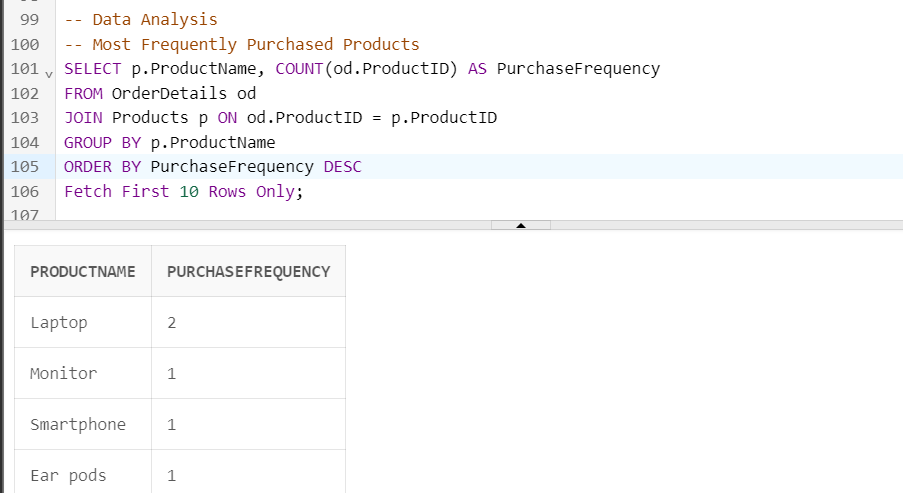 99 -- Data Analysis
100 -- Most Frequently Purchased Products
101 SELECT p.ProductName, COUNT(od.ProductID) AS PurchaseFrequency
102 FROM OrderDetails od
103 JOIN Products p ON od.ProductID = p.ProductID
104 GROUP BY p.ProductName
105 ORDER BY PurchaseFrequency DESC
106 Fetch First 10 Rows Only;
107
PRODUCTNAME PURCHASEFREQUENCY
Laptop 2
Monitor 1
Smartphone 1
Ear pods 1